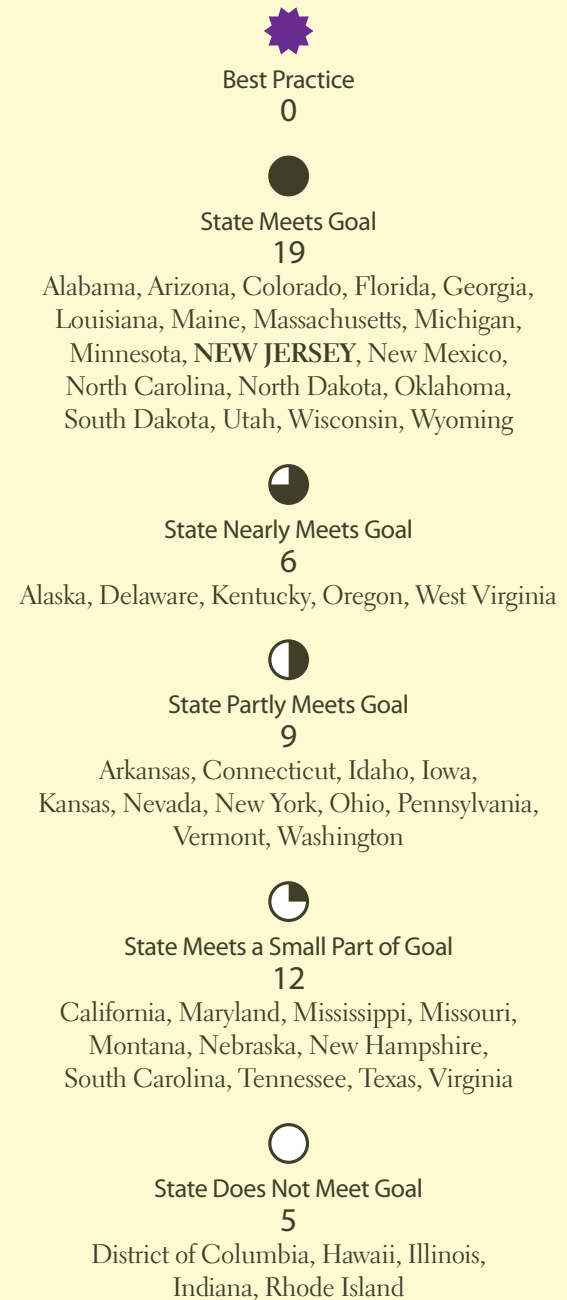 Best Practice
0
State Meets Goal
19
Alabama, Arizona, Colorado, Florida, Georgia,
Louisiana, Maine, Massachusetts, Michigan,
Minnesota, NEW JERSEY, New Mexico,
North Carolina, North Dakota, Oklahoma,
South Dakota, Utah, Wisconsin, Wyoming
State Nearly Meets Goal
6
Alaska, Delaware, Kentucky, Oregon, West Virginia
State Partly Meets Goal
9
Arkansas, Connecticut, Idaho, Iowa,
Kansas, Nevada, New York, Ohio, Pennsylvania,
Vermont, Washington
State Meets a Small Part of Goal
12
California, Maryland, Mississippi, Missouri,
Montana, Nebraska, New Hampshire,
South Carolina, Tennessee, Texas, Virginia
State Does Not Meet Goal
5
District of Columbia, Hawaii, Illinois,
Indiana, Rhode Island